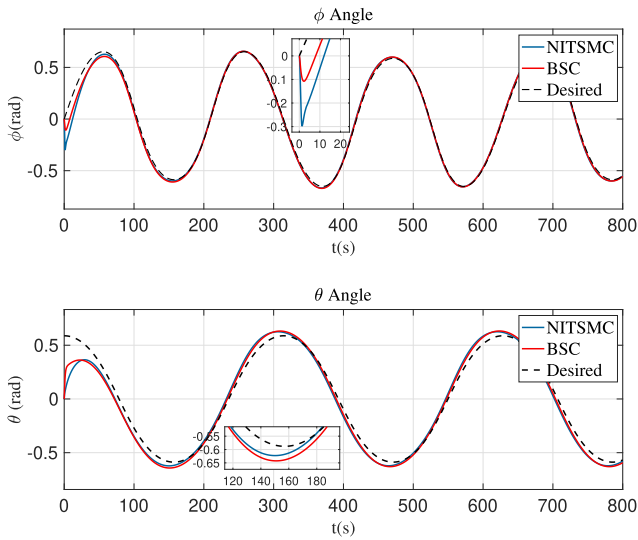 ϕ Angle
0.5
0
-0.5
ϕ(rad)
0
-0.1
-0.2
-0.3
0 10 20
NITSMC
BSC
Desired
0 100 200 300 400 500 600 700 800
t(s)
θ Angle
0.5
0
-0.5
θ (rad)
NITSMC
BSC
Desired
-0.55
-0.6
-0.65
120 140 160 180
0 100 200 300 400 500 600 700 800
t(s)